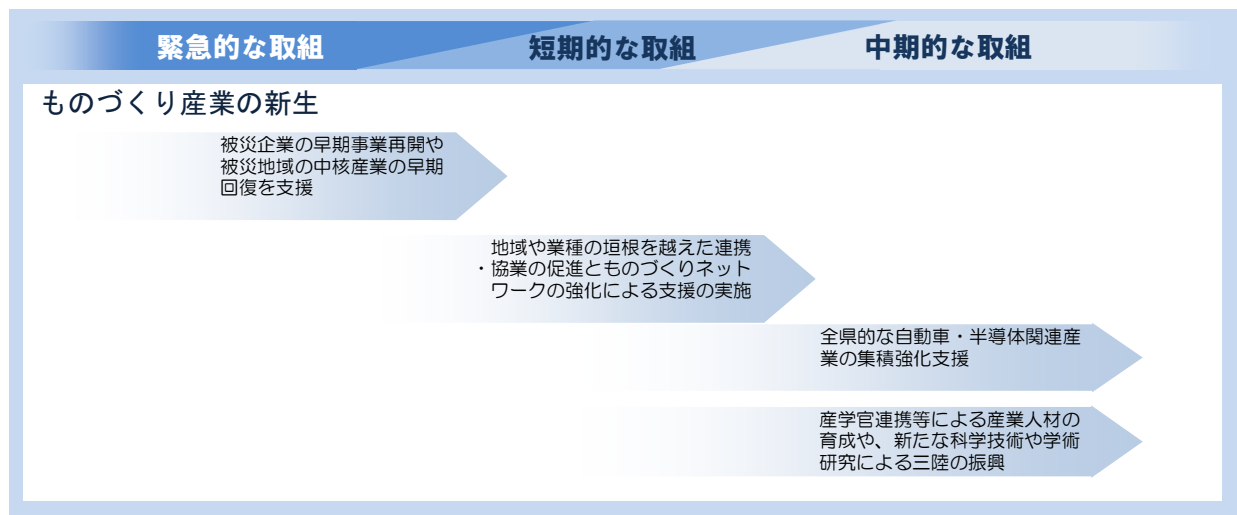 緊急的な取組 短期的な取組 中期的な取組
ものづくり産業の新生
被災企業の早期事業再開や
被災地域の中核産業の早期
回復を支援
地域や業種の垣根を越えた連携
・協業の促進とものづくりネット
ワークの強化による支援の実施
全県的な自動車・半導体関連産
業の集積強化支援
産学官連携等による産業人材の
育成や、新たな科学技術や学術
研究による三陸の振興